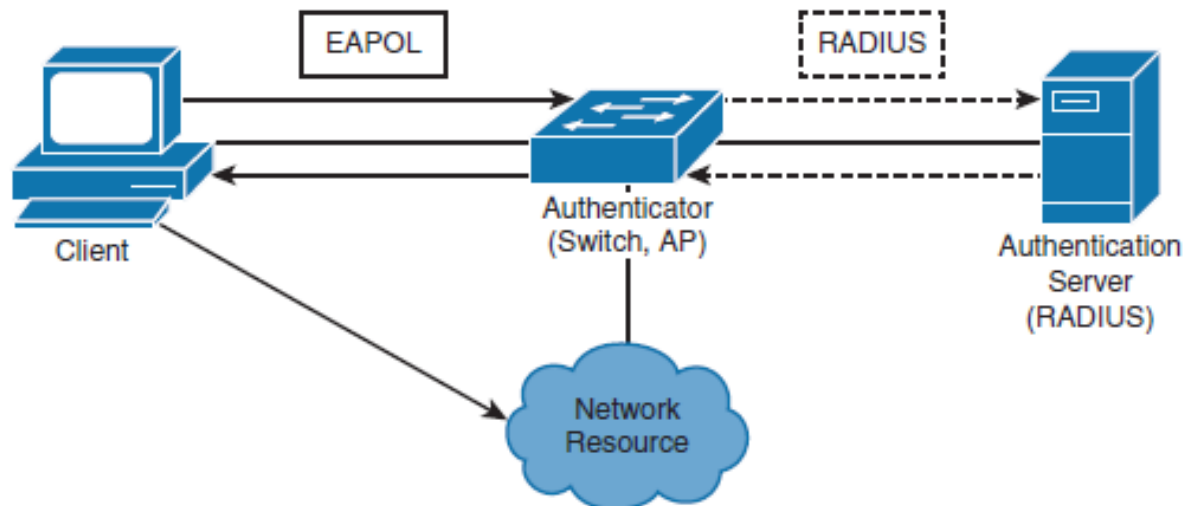 EAPOL
RADIUS
Client
Authenticator
(Switch, AP)
Authentication
Server
(RADIUS)
Network
Resource